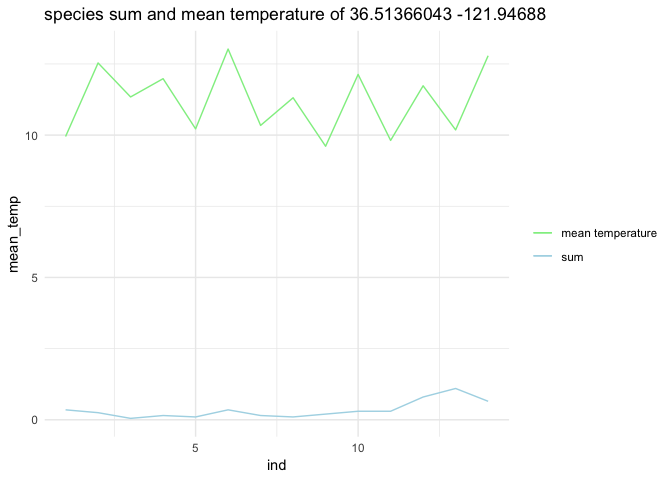 species sum and mean temperature of 36.51366043 -121.94688
10
5
0
mean_temp
5
10
ind
mean temperature
sum